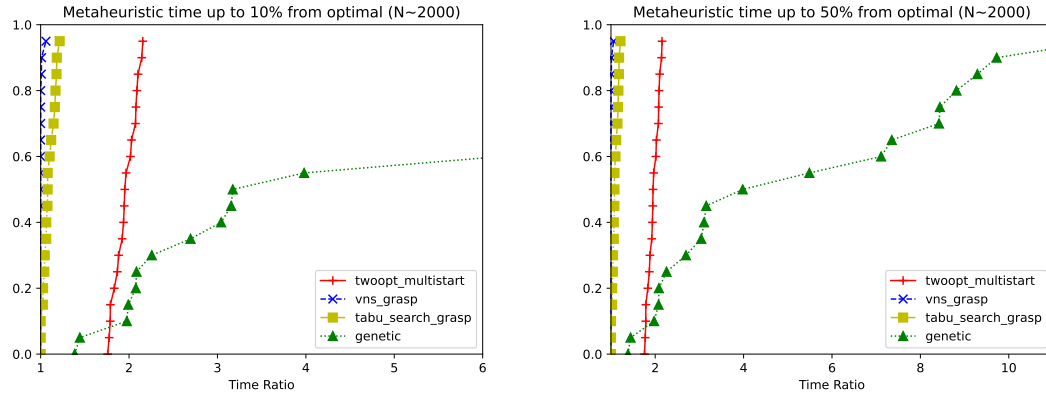 Metaheuristic time up to 10% from optimal (N~2000)
1.0
0.8
0.6
0.4
0.2
0.0
1
2
3
4
5
6
Time Ratio
twoopt_multistart
vns_grasp
tabu_search_grasp
genetic
Metaheuristic time up to 50% from optimal (N~2000)
1.0
0.8
0.6
0.4
0.2
0.0
2
4
6
8
10
Time Ratio
twoopt_multistart
vns_grasp
tabu_search_grasp
genetic